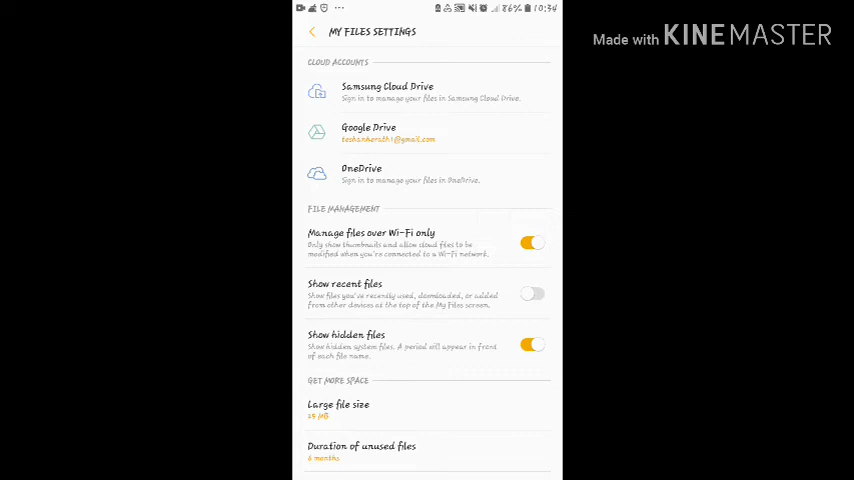 86% 10:34
Made with KINEMASTER
MY FILES SETTINGS
CLOUD ACCOUNTS
Samsung Cloud Drive
Sign in to manage your files in Samsung Cloud Drive.
Google Drive
OneDrive
Sign in to manage your files in OneDrive.
FILE MANAGEMENT
Manage files over Wi-Fi only
Only show thumbnails and allow cloud files to be
modified when you're connected to a Wi-Fi network.
Show recent files
Show files you've recently used, downloaded, or added
from other devices at the top of the My Files screen.
Show hidden files
Show hidden system files. A period will appear in front
of each file name.
GET MORE SPACE
Large file size
25 MB
Duration of unused files
6 months